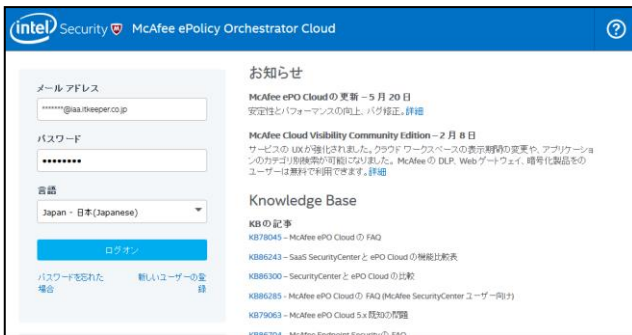 intel Security McAfee ePolicy Orchestrator Cloud
?
メール アドレス
*******@iaa.itkeeper.co.jp
パスワード
••••••••
言語
Japan - 日本(Japanese)
ログオン
パスワードを忘れた
場合
新しいユーザーの登
録
お知らせ
McAfee ePO Cloud の更新 – 5 月 20 日
安定性とパフォーマンスの向上、バグ修正。詳細
McAfee Cloud Visibility Community Edition – 2 月 8 日
サービスの UX が強化されました。クラウド ワークスペースの表示期間の変更や、アプリケーショ
ンのカテゴリ別検索が可能になりました。 McAfee の DLP、Web ゲートウェイ、暗号化製品をの
ユーザーは無料で利用できます。詳細
Knowledge Base
KB の記事
KB78045 – McAfee ePO Cloud の FAQ
KB86243 – SaaS SecurityCenter と ePO Cloud の機能比較表
KB86300 – SecurityCenter と ePO Cloud の比較
KB86285 - McAfee ePO Cloud の FAQ (McAfee SecurityCenter ユーザー向け)
KB79063 – McAfee ePO Cloud 5.x 既知の問題
KB86704 – McAfee Endpoint Security の FAQ